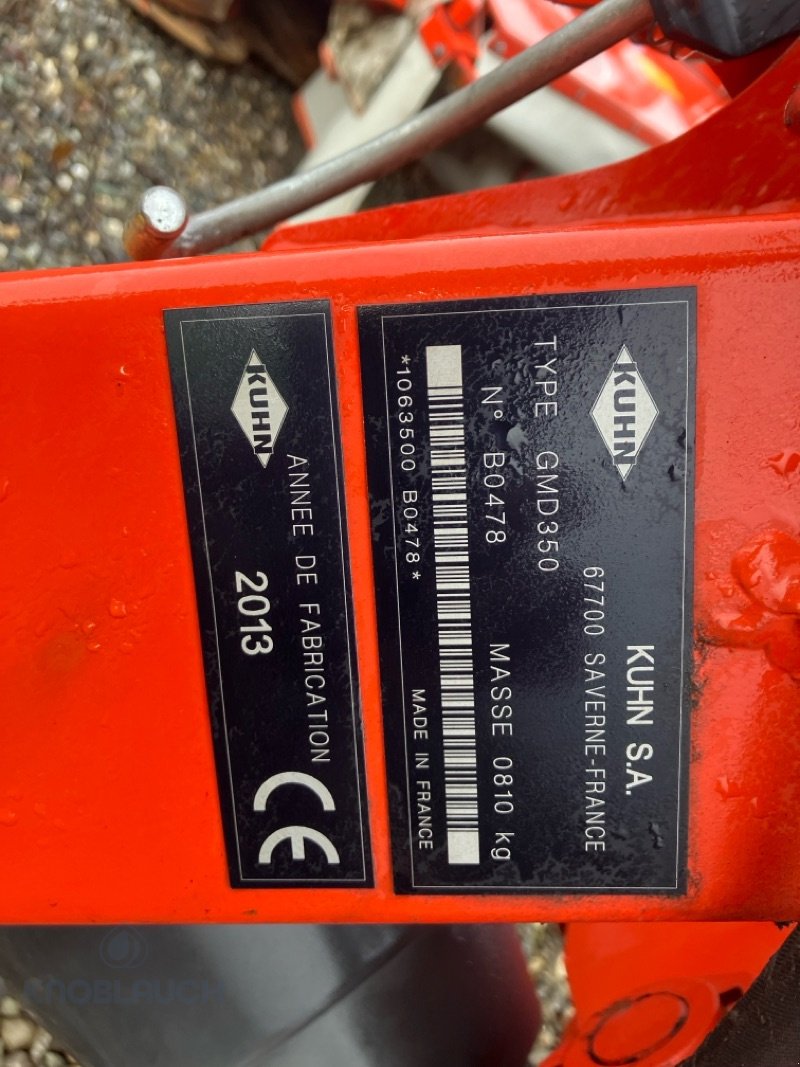 KUHN
KUHN S.A.
67700 SAVERNE-FRANCE
TYPE GMD350
N° B0478 MASSE 0810 kg
*1063500 B0478* MADE IN FRANCE
KUHN
ANNEE DE FABRICATION
2013
CE
KNOBLAUCH